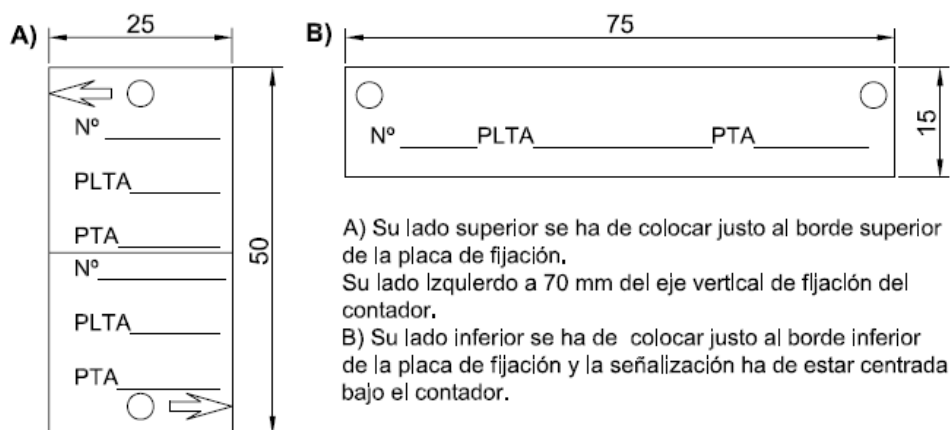 A)
25
Nº
PLTA
PTA
Nº
PLTA
PTA
50
B)
75
Nº PLTA PTA
15
A) Su lado superior se ha de colocar justo al borde superior
de la placa de fijación.
Su lado izquierdo a 70 mm del eje vertical de fijación del
contador.
B) Su lado inferior se ha de colocar justo al borde inferior
de la placa de fijación y la señalización ha de estar centrada
bajo el contador.